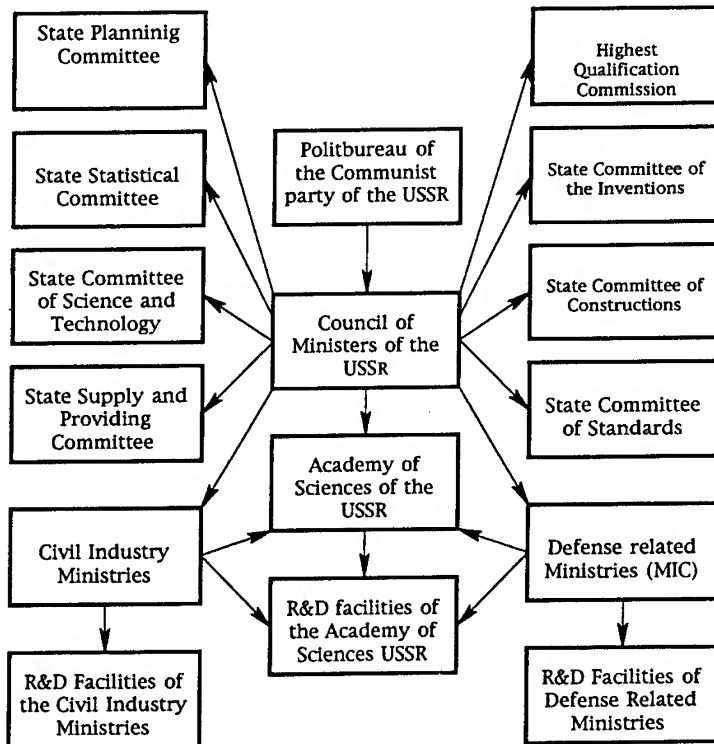 State Planninig
Committee
Highest
Qualification
Commission
Politbureau of
the Communist
party of the USSR
State Statistical
Committee
State Committee of
the Inventions
State Committee
of Science and
Technology
Council of
Ministers of the
USSR
State Committee of
Constructions
State Supply and
Providing
Committee
State Committee
of Standards
Academy of
Sciences of the
USSR
Civil Industry
Ministries
Defense related
Ministries (MIC)
R&D facilities of
the Academy of
Sciences USSR
R&D Facilities of
the Civil Industry
Ministries
R&D Facilities of
Defense Related
Ministries